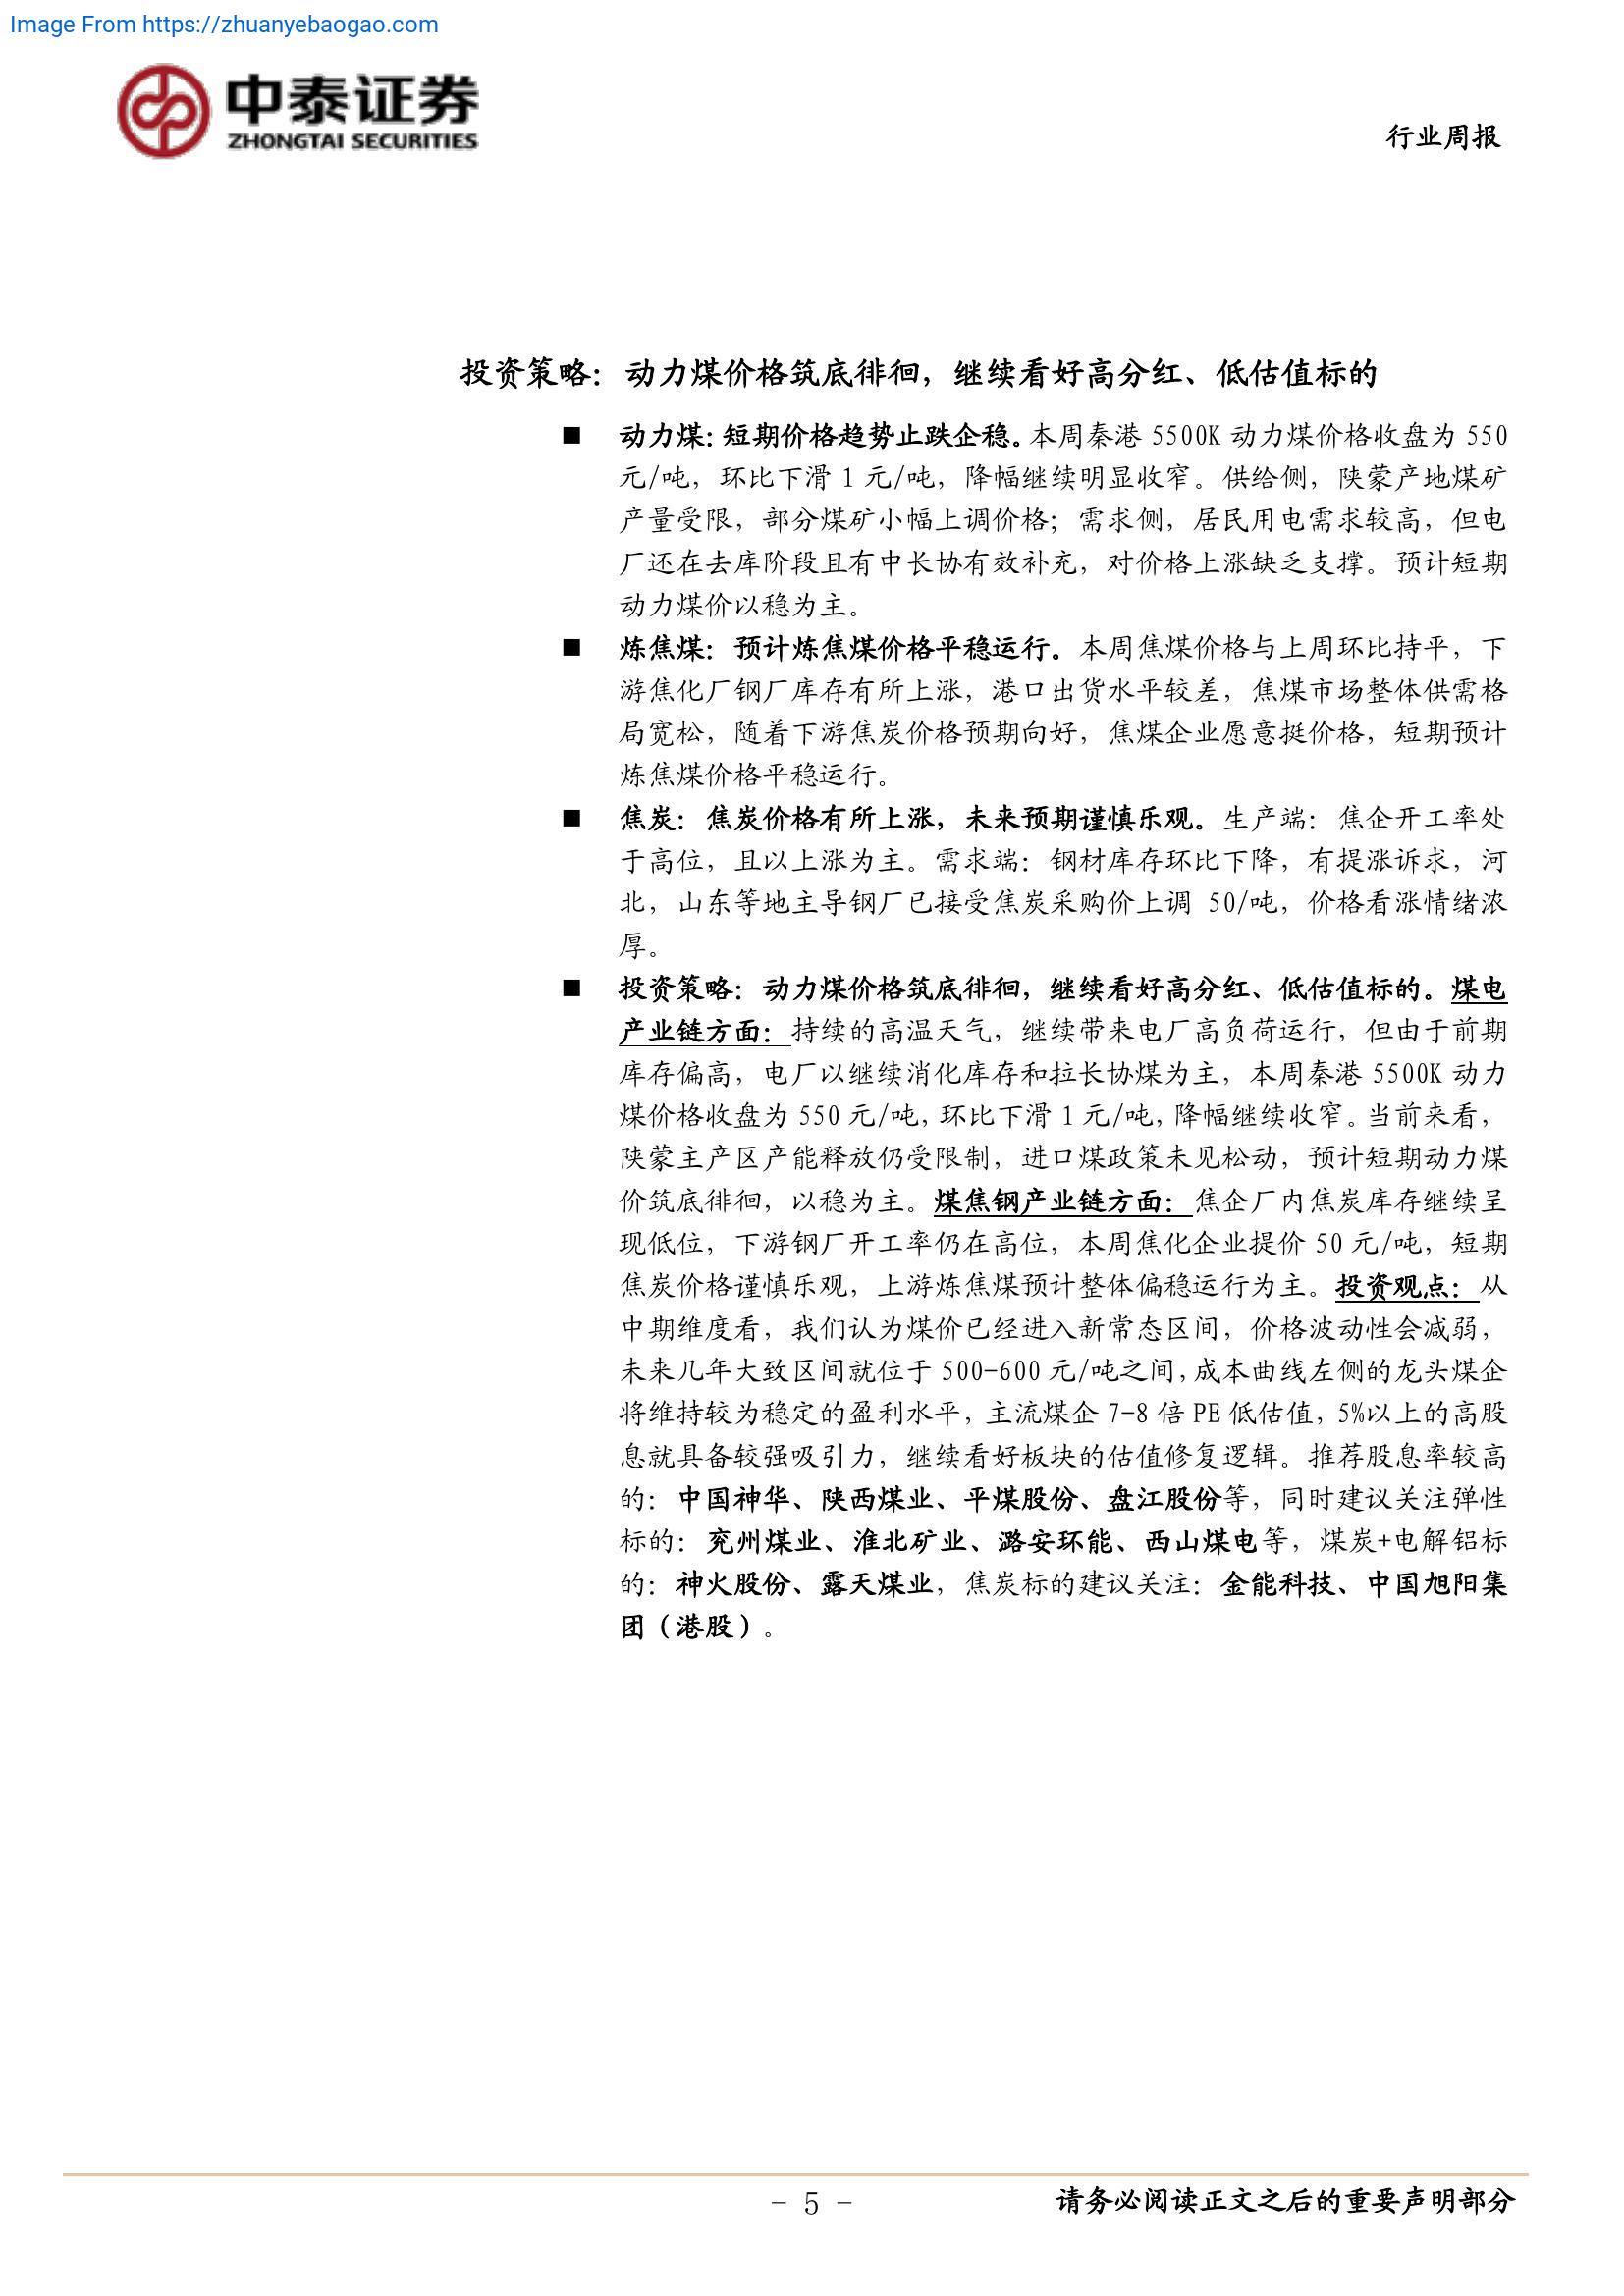 Image From https://zhuanyebaogao.com
中泰证券
ZHONGTAI SECURITIES
行业周报
投资策略：动力煤价格筑底徘徊，继续看好高分红、低估值标的
■ 动力煤：短期价格趋势止跌企稳。本周秦港 5500K 动力煤价格收盘为 550
元/吨，环比下滑 1 元/吨，降幅继续明显收窄。供给侧，陕蒙产地煤矿
产量受限，部分煤矿小幅上调价格；需求侧，居民用电需求较高，但电
厂还在去库阶段且有中长协有效补充，对价格上涨缺乏支撑。预计短期
动力煤价以稳为主。
■ 炼焦煤：预计炼焦煤价格平稳运行。本周焦煤价格与上周环比持平，下
游焦化厂钢厂库存有所上涨，港口出货水平较差，焦煤市场整体供需格
局宽松，随着下游焦炭价格预期向好，焦煤企业愿意挺价格，短期预计
炼焦煤价格平稳运行。
■ 焦炭：焦炭价格有所上涨，未来预期谨慎乐观。生产端：焦企开工率处
于高位，且以上涨为主。需求端：钢材库存环比下降，有提涨诉求，河
北，山东等地主导钢厂已接受焦炭采购价上调 50/吨，价格看涨情绪浓
厚。
■ 投资策略：动力煤价格筑底徘徊，继续看好高分红、低估值标的。煤电
产业链方面：持续的高温天气，继续带来电厂高负荷运行，但由于前期
库存偏高，电厂以继续消化库存和拉长协煤为主，本周秦港 5500K 动力
煤价格收盘为 550 元/吨，环比下滑 1 元/吨，降幅继续收窄。当前来看，
陕蒙主产区产能释放仍受限制，进口煤政策未见松动，预计短期动力煤
价筑底徘徊，以稳为主。煤焦钢产业链方面：焦企厂内焦炭库存继续呈
现低位，下游钢厂开工率仍在高位，本周焦化企业提价 50 元/吨，短期
焦炭价格谨慎乐观，上游炼焦煤预计整体偏稳运行为主。投资观点：从
中期维度看，我们认为煤价已经进入新常态区间，价格波动性会减弱，
未来几年大致区间就位于 500-600 元/吨之间，成本曲线左侧的龙头煤企
将维持较为稳定的盈利水平，主流煤企 7-8 倍 PE 低估值，5%以上的高股
息就具备较强吸引力，继续看好板块的估值修复逻辑。推荐股息率较高
的：中国神华、陕西煤业、平煤股份、盘江股份等，同时建议关注弹性
标的：兖州煤业、淮北矿业、潞安环能、西山煤电等，煤炭+电解铝标
的：神火股份、露天煤业，焦炭标的建议关注：金能科技、中国旭阳集
团（港股）。
- 5 -
请务必阅读正文之后的重要声明部分